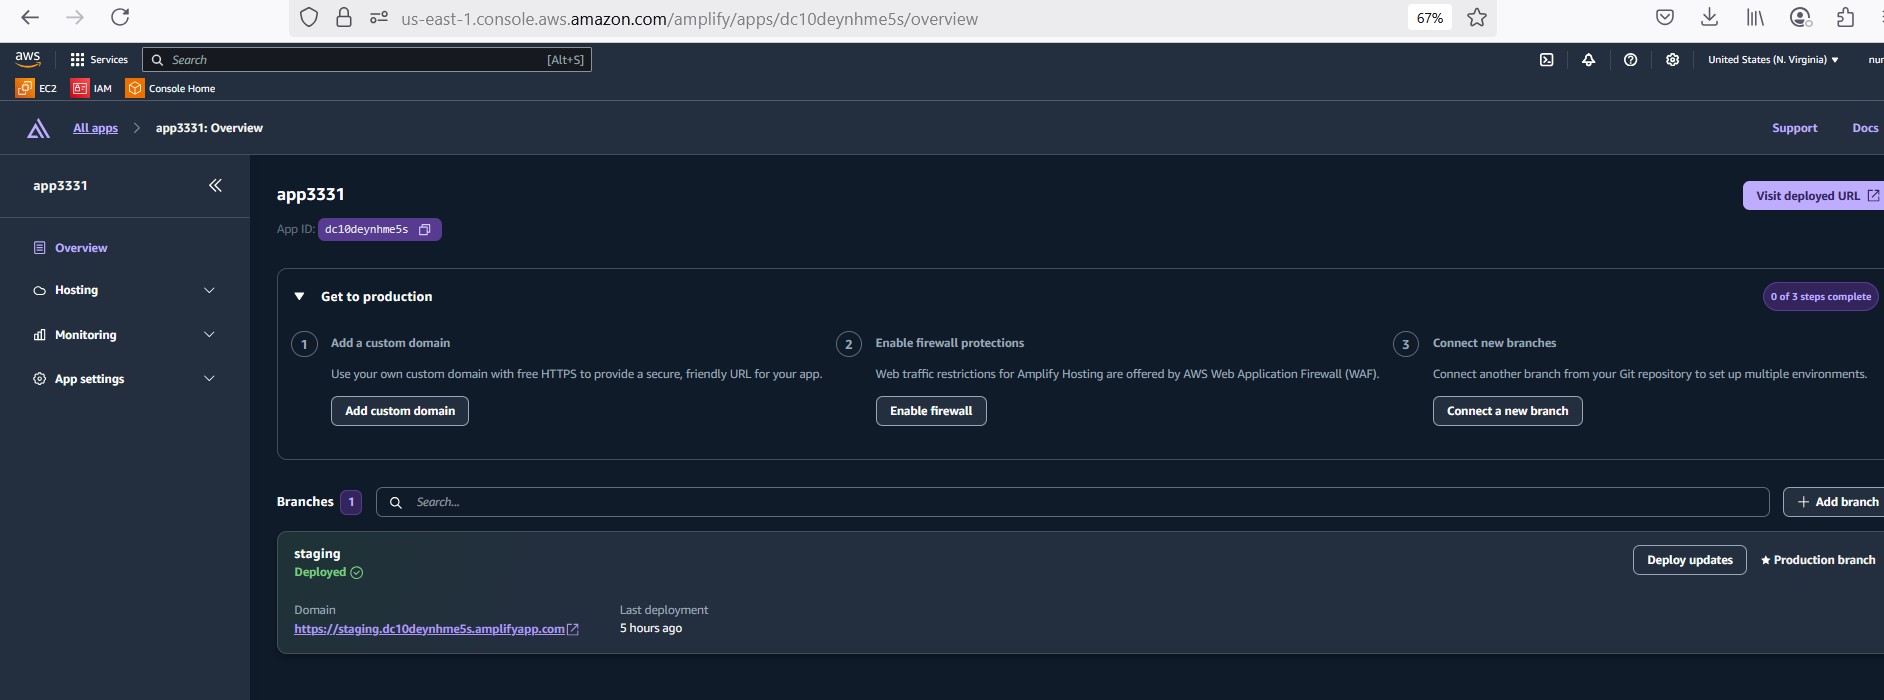 us-east-1.console.aws.amazon.com/amplify/apps/dc10deynhme5s/overview
67%
aws
Services
Search
[Alt+S]
United States (N. Virginia)
EC2
IAM
Console Home
All apps
app3331: Overview
Support
Docs
app3331
Overview
Hosting
Monitoring
App settings
app3331
Visit deployed URL
App ID: dc10deynhme5s
Get to production
0 of 3 steps complete
1
Add a custom domain
Use your own custom domain with free HTTPS to provide a secure, friendly URL for your app.
Add custom domain
2
Enable firewall protections
Web traffic restrictions for Amplify Hosting are offered by AWS Web Application Firewall (WAF).
Enable firewall
3
Connect new branches
Connect another branch from your Git repository to set up multiple environments.
Connect a new branch
Branches 1
Search...
Add branch
staging
Deployed
Deploy updates
Production branch
Domain
https://staging.dc10deynhme5s.amplifyapp.com
Last deployment
5 hours ago